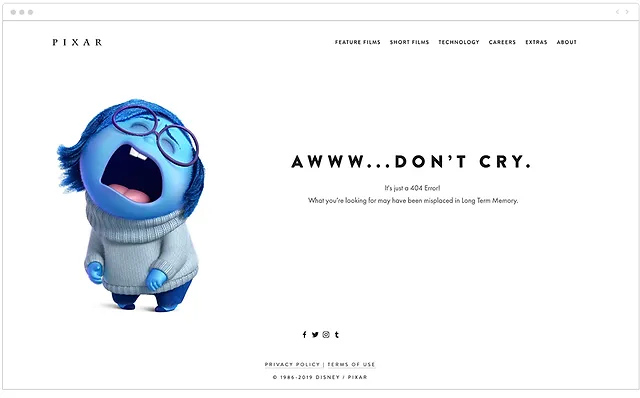 PIXAR
FEATURE FILMS SHORT FILMS TECHNOLOGY CAREERS EXTRAS ABOUT
AWWW...DON'T CRY.
It's just a 404 Error!
What you're looking for may have been misplaced in Long Term Memory.
PRIVACY POLICY | TERMS OF USE
© 1986-2019 DISNEY / PIXAR